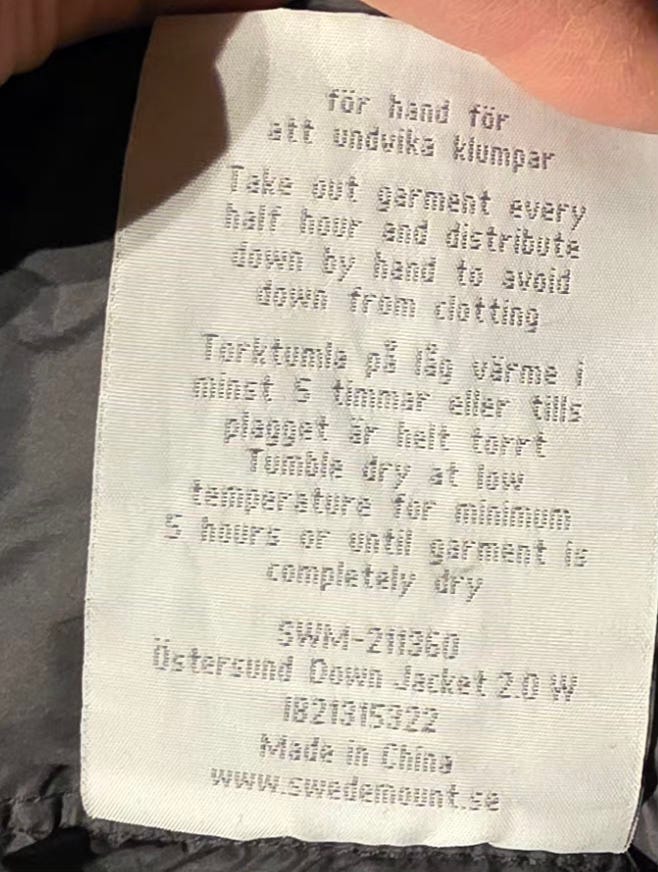 för hand för
att undvika klumpar
Take out garment every
half hour and distribute
down by hand to avoid
down from clotting
Torktumla på låg värme i
minst 5 timmar eller tills
plagget är helt torrt
Tumble dry at low
temperature for minimum
5 hours or until garment is
completely dry
SWM-211360
Östersund Down Jacket 2.0 W
1821315322
Made in China
www.swedemount.se